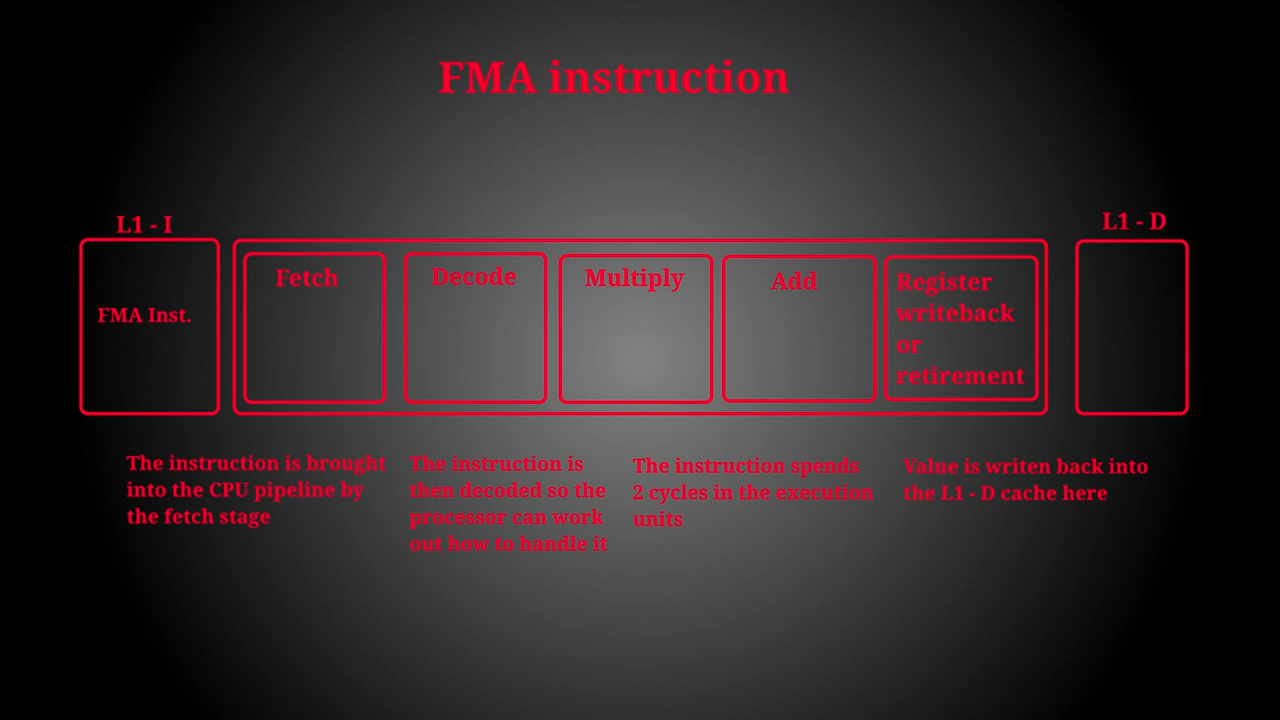 FMA instruction
L1 - I
L1 - D
FMA Inst.
Fetch
Decode
Multiply
Add
Register
writeback
or
retirement
The instruction is brought
into the CPU pipeline by
the fetch stage
The instruction is
then decoded so the
processor can work
out how to handle it
The instruction spends
2 cycles in the execution
units
Value is writen back into
the L1 - D cache here